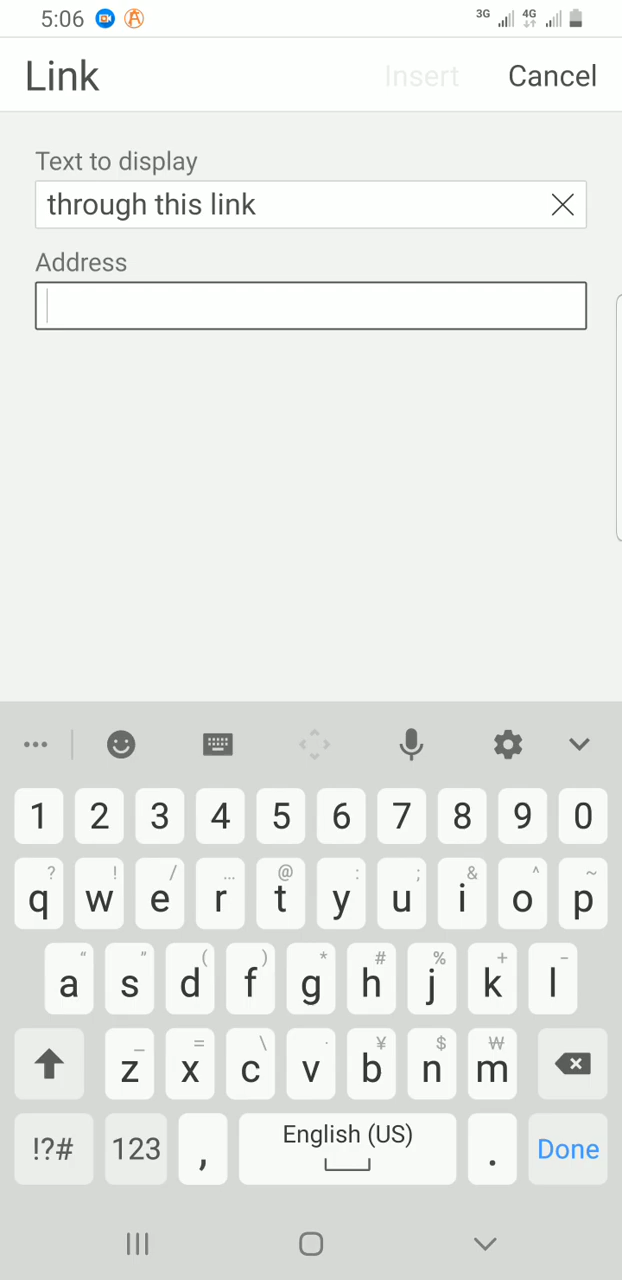 5:06 3G 4G
Link Insert Cancel
Text to display
through this link
Address
1 2 3 4 5 6 7 8 9 0
? ! / ... @ : ; & ^ ~
q w e r t y u i o p
“ ” ( ) * # % + -
a s d f g h j k l
_ = \ · ¥ $ ₩
z x c v b n m
!?# 123 , English (US) . Done